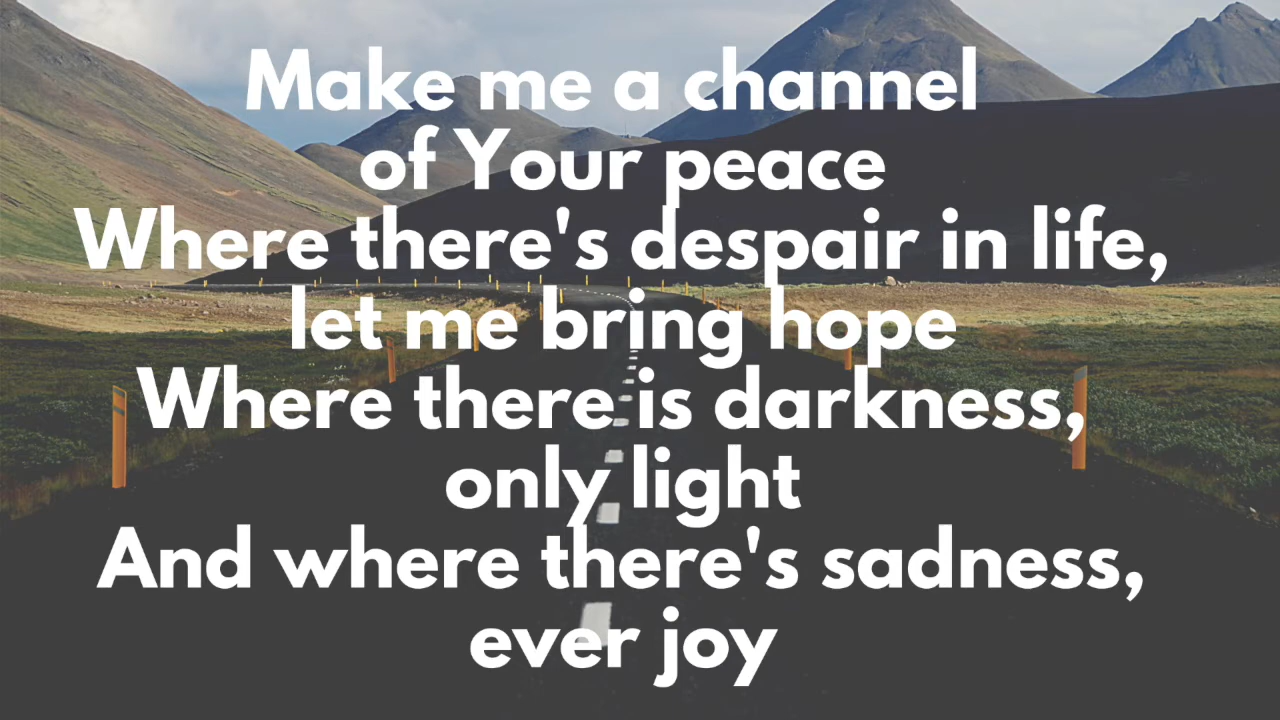 Make me a channel
of Your peace
Where there's despair in life,
let me bring hope
Where there is darkness,
only light
And where there's sadness,
ever joy